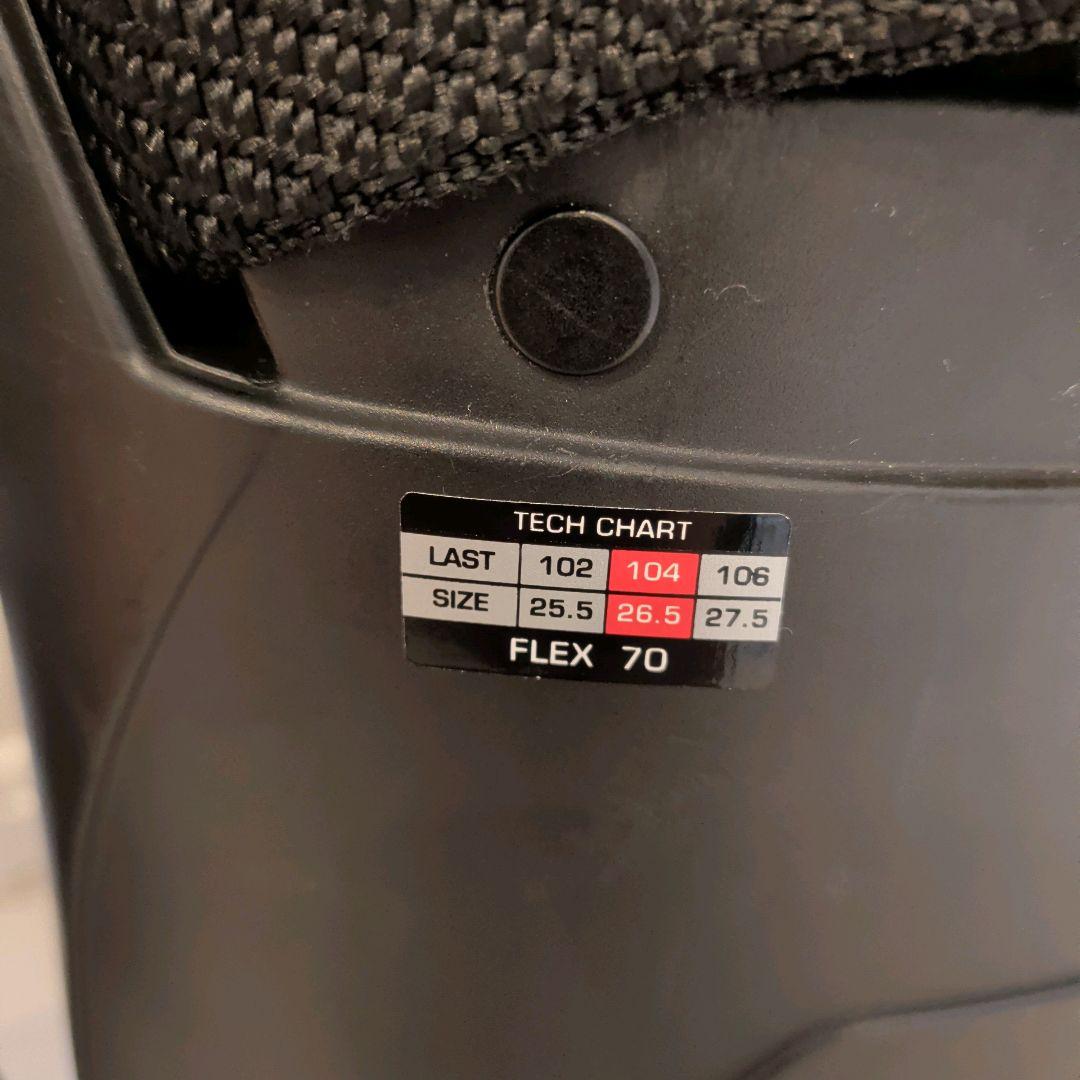 TECH CHART
LAST 102 104 106
SIZE 25.5 26.5 27.5
FLEX 70